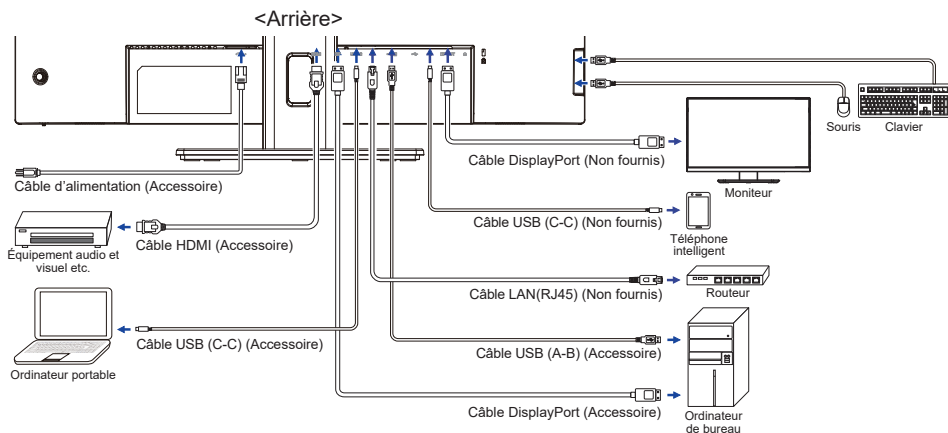 <Arrière>
Souris
Clavier
Câble DisplayPort (Non fournis)
Moniteur
Câble d'alimentation (Accessoire)
Câble USB (C-C) (Non fournis)
Téléphone
intelligent
Câble HDMI (Accessoire)
Équipement audio et
visuel etc.
Câble LAN(RJ45) (Non fournis)
Routeur
Câble USB (C-C) (Accessoire)
Câble USB (A-B) (Accessoire)
Ordinateur portable
Câble DisplayPort (Accessoire)
Ordinateur
de bureau